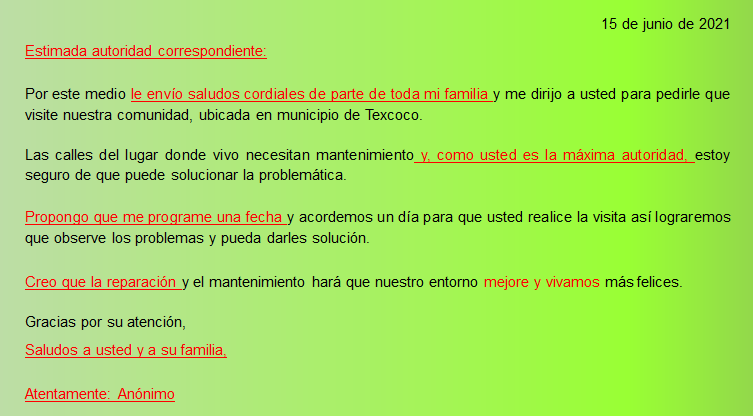 15 de junio de 2021
Estimada autoridad correspondiente:
Por este medio le envío saludos cordiales de parte de toda mi familia y me dirijo a usted para pedirle que
visite nuestra comunidad, ubicada en municipio de Texcoco.
Las calles del lugar donde vivo necesitan mantenimiento y, como usted es la máxima autoridad, estoy
seguro de que puede solucionar la problemática.
Propongo que me programe una fecha y acordemos un día para que usted realice la visita así lograremos
que observe los problemas y pueda darles solución.
Creo que la reparación y el mantenimiento hará que nuestro entorno mejore y vivamos más felices.
Gracias por su atención,
Saludos a usted y a su familia,
Atentamente: Anónimo